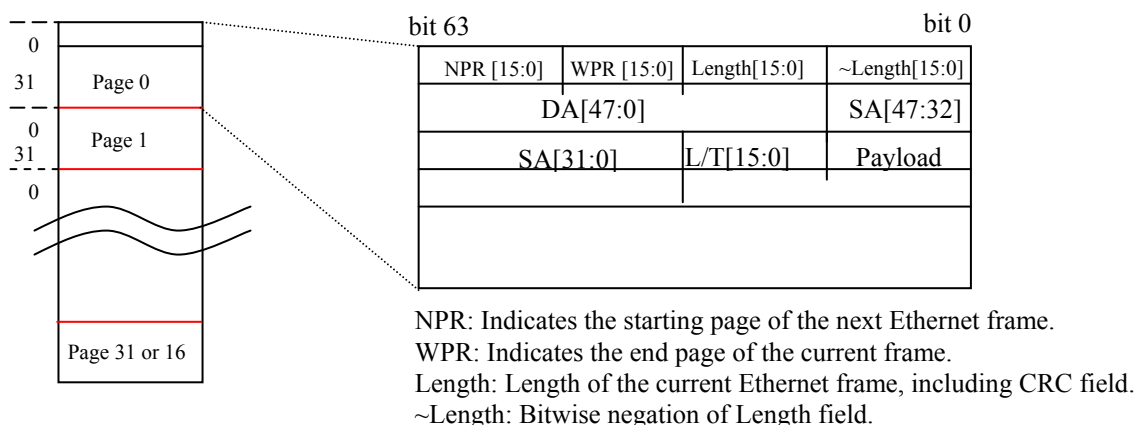 bit 63 bit 0
0
31 Page 0
NPR [15:0] WPR [15:0] Length[15:0] ~Length[15:0]
DA[47:0] SA[47:32]
0
31 Page 1
SA[31:0] L/T[15:0] Payload
0
Page 31 or 16
NPR: Indicates the starting page of the next Ethernet frame.
WPR: Indicates the end page of the current frame.
Length: Length of the current Ethernet frame, including CRC field.
~Length: Bitwise negation of Length field.